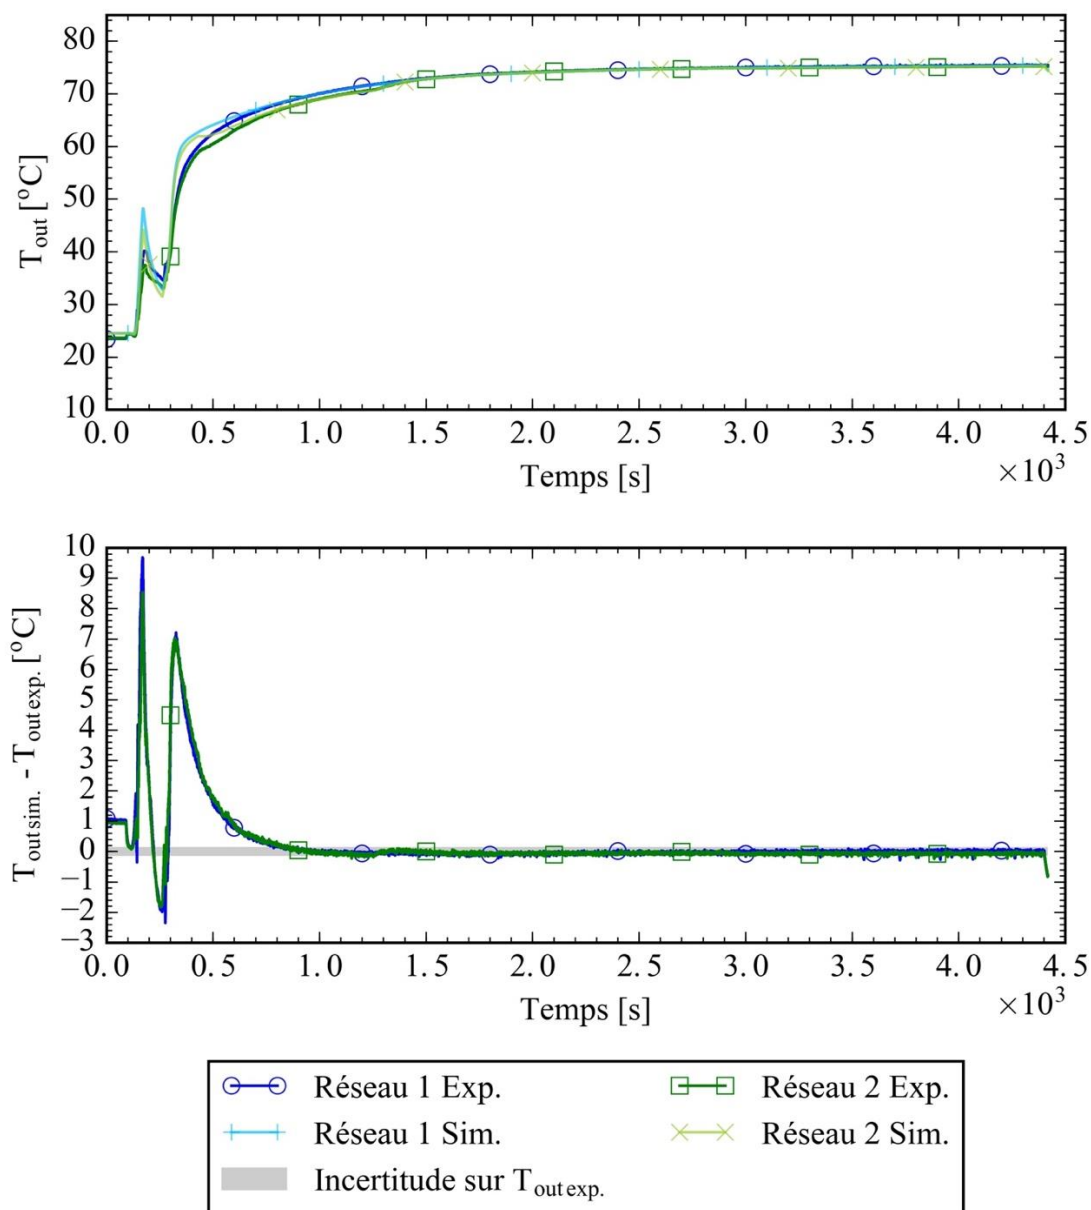 80
70
60
50
40
30
20
10
T out [°C]
0.0 0.5 1.0 1.5 2.0 2.5 3.0 3.5 4.0 4.5
Temps [s]
×10³
10
9
8
7
6
5
4
3
2
1
0
−1
−2
−3
T out sim. - T out exp. [°C]
0.0 0.5 1.0 1.5 2.0 2.5 3.0 3.5 4.0 4.5
Temps [s]
×10³
Réseau 1 Exp. Réseau 2 Exp.
Réseau 1 Sim. Réseau 2 Sim.
Incertitude sur T out exp.